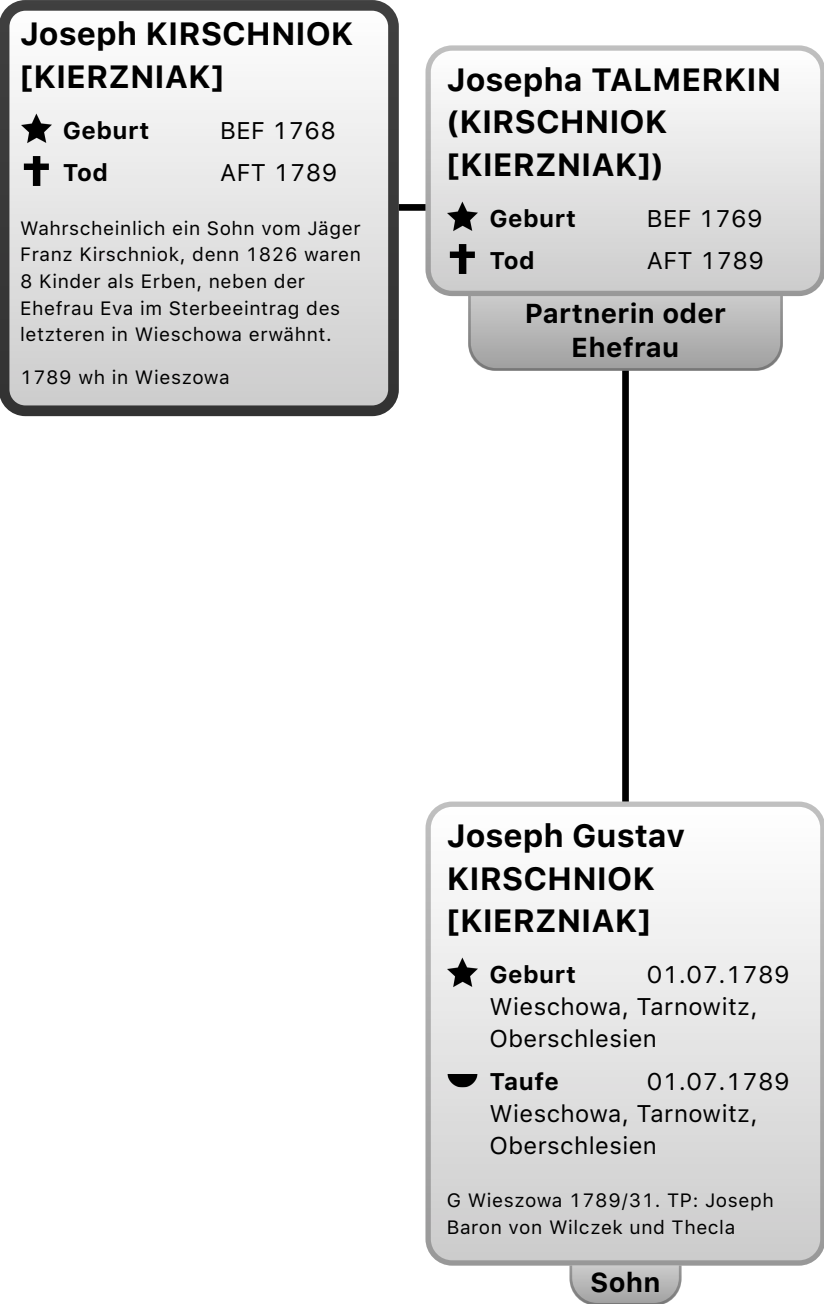 Joseph KIRSCHNIOK
[KIERZNIAK]
Geburt BEF 1768
Tod AFT 1789
Wahrscheinlich ein Sohn vom Jäger
Franz Kirschniok, denn 1826 waren
8 Kinder als Erben, neben der
Ehefrau Eva im Sterbeeintrag des
letzteren in Wieschowa erwähnt.
1789 wh in Wieszowa
Josepha TALMERKIN
(KIRSCHNIOK
[KIERZNIAK])
Geburt BEF 1769
Tod AFT 1789
Partnerin oder
Ehefrau
Joseph Gustav
KIRSCHNIOK
[KIERZNIAK]
Geburt 01.07.1789
Wieschowa, Tarnowitz,
Oberschlesien
Taufe 01.07.1789
Wieschowa, Tarnowitz,
Oberschlesien
G Wieszowa 1789/31. TP: Joseph
Baron von Wilczek und Thecla
Sohn